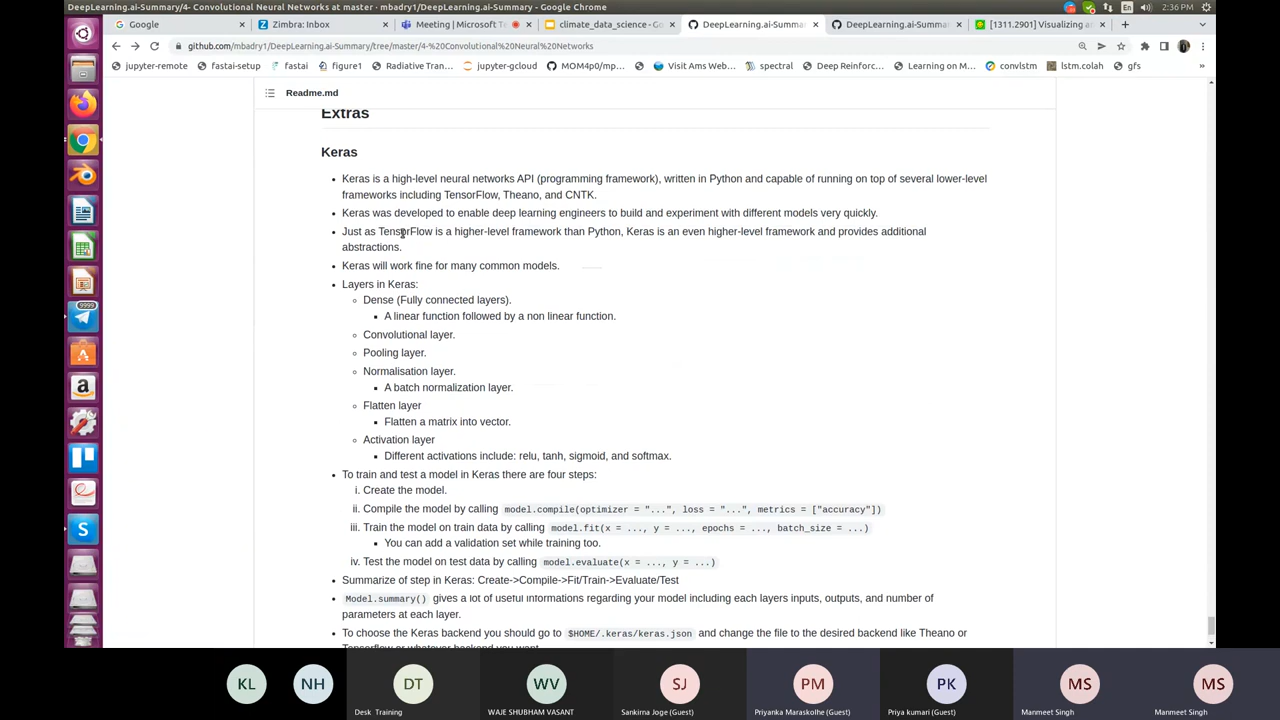 DeepLearning.ai-Summary/4- Convolutional Neural Networks at master · mbadry1/DeepLearning.ai-Summary - Google Chrome
En 2:36 PM
Google × Zimbra: Inbox × Meeting | Microsoft T × climate_data_science - Go × DeepLearning.ai-Summa × DeepLearning.ai-Summa × [1311.2901] Visualizing a × +
github.com/mbadry1/DeepLearning.ai-Summary/tree/master/4-%20Convolutional%20Neural%20Networks
jupyter-remote fastai-setup fastai figure1 Radiative Tran... jupyter-gcloud MOM4p0/mp... Visit Ams Web... spectral Deep Reinforc... Learning on M... convlstm lstm.colah gfs »
Readme.md
Extras
Keras
• Keras is a high-level neural networks API (programming framework), written in Python and capable of running on top of several lower-level
frameworks including TensorFlow, Theano, and CNTK.
• Keras was developed to enable deep learning engineers to build and experiment with different models very quickly.
• Just as TensorFlow is a higher-level framework than Python, Keras is an even higher-level framework and provides additional
abstractions.
• Keras will work fine for many common models.
• Layers in Keras:
◦ Dense (Fully connected layers).
▪ A linear function followed by a non linear function.
◦ Convolutional layer.
◦ Pooling layer.
◦ Normalisation layer.
▪ A batch normalization layer.
◦ Flatten layer
▪ Flatten a matrix into vector.
◦ Activation layer
▪ Different activations include: relu, tanh, sigmoid, and softmax.
• To train and test a model in Keras there are four steps:
i. Create the model.
ii. Compile the model by calling model.compile(optimizer = "...", loss = "...", metrics = ["accuracy"])
iii. Train the model on train data by calling model.fit(x = ..., y = ..., epochs = ..., batch_size = ...)
▪ You can add a validation set while training too.
iv. Test the model on test data by calling model.evaluate(x = ..., y = ...)
• Summarize of step in Keras: Create->Compile->Fit/Train->Evaluate/Test
• Model.summary() gives a lot of useful informations regarding your model including each layers inputs, outputs, and number of
parameters at each layer.
• To choose the Keras backend you should go to $HOME/.keras/keras.json and change the file to the desired backend like Theano or
Tensorflow or whatever backend you want.
9999
KL NH DT WV SJ PM PK MS MS
Desk Training WAJE SHUBHAM VASANT Sankirna Joge (Guest) Priyanka Maraskolhe (Guest) Priya kumari (Guest) Manmeet Singh Manmeet Singh